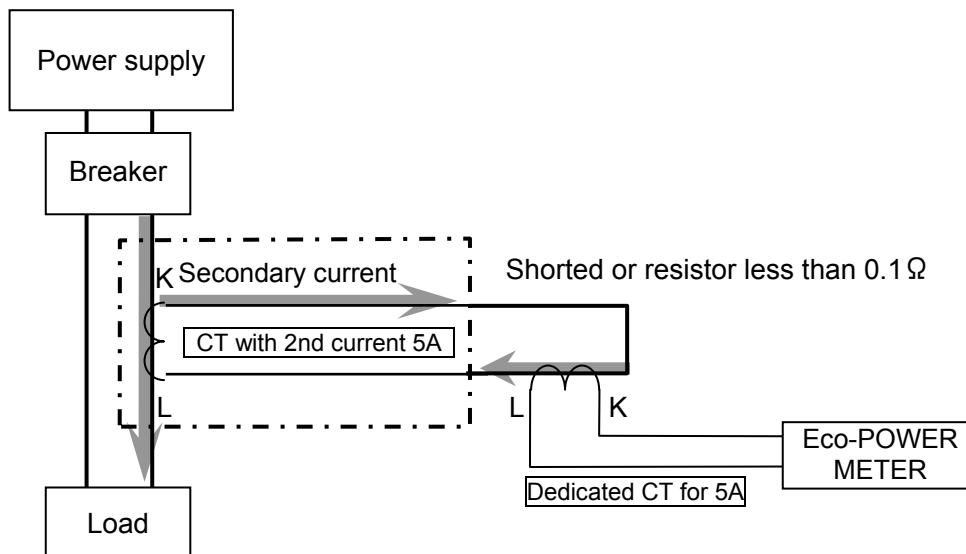 Power supply
Breaker
K
Secondary current
Shorted or resistor less than 0.1Ω
CT with 2nd current 5A
L
L
K
Eco-POWER
METER
Dedicated CT for 5A
Load